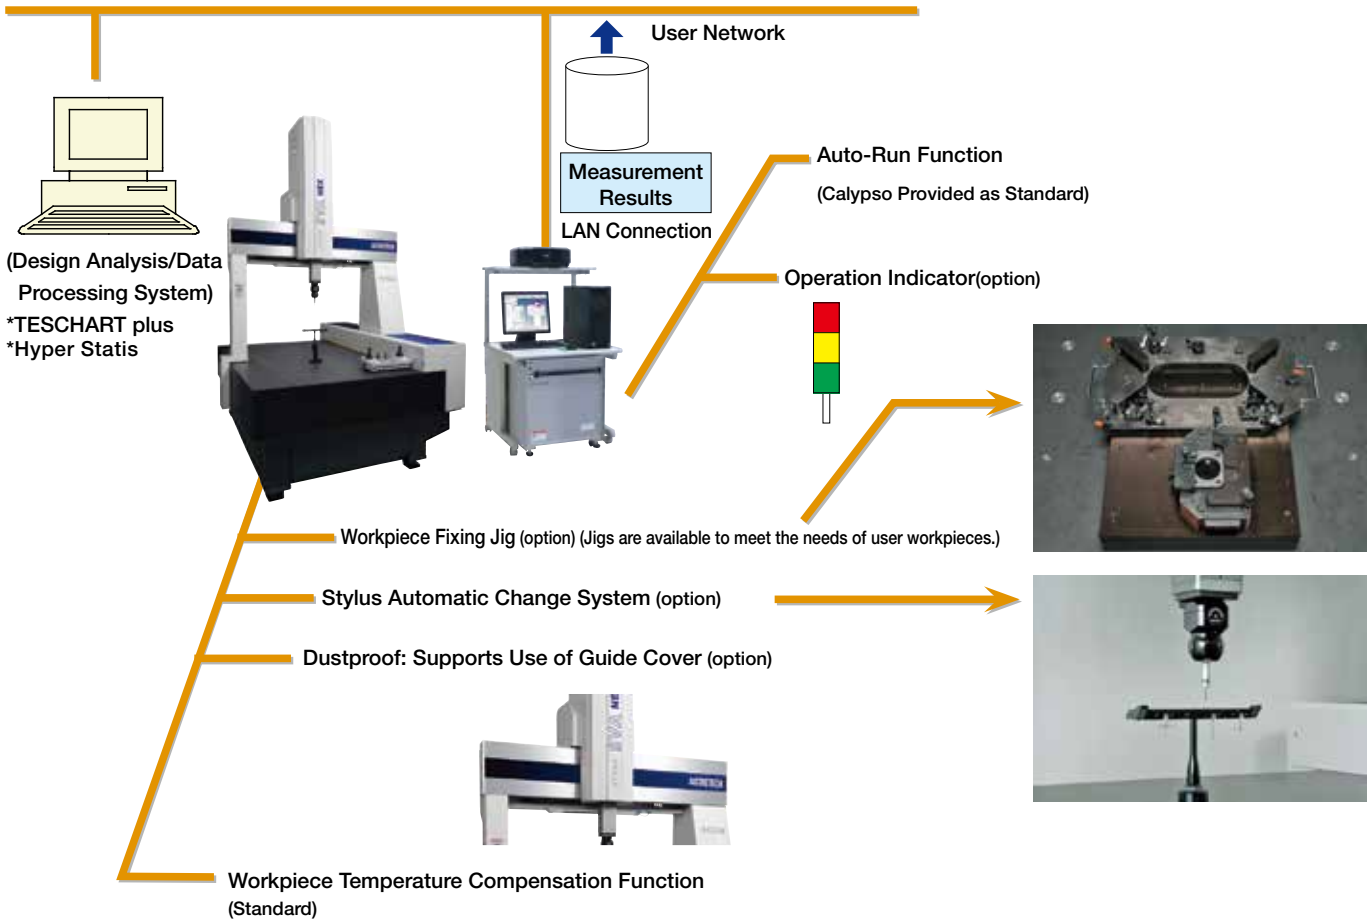 User Network
Measurement
Results
LAN Connection
Auto-Run Function
(Calypso Provided as Standard)
(Design Analysis/Data
Processing System)
*TESCHART plus
*Hyper Statis
Operation Indicator(option)
Workpiece Fixing Jig (option) (Jigs are available to meet the needs of user workpieces.)
Stylus Automatic Change System (option)
Dustproof: Supports Use of Guide Cover (option)
Workpiece Temperature Compensation Function
(Standard)